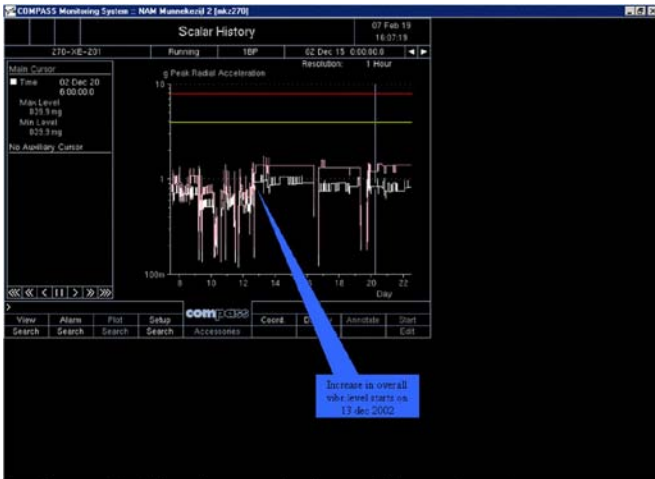 COMPASS Monitoring System :: NAM Munnekezijl 2 [mkz270]
Scalar History
07 Feb 19
16:07:19
270-XE-201 Running 1BP 02 Dec 15 0:00:00.0
Main Cursor
Time 02 Dec 20
6:00:00.0
Max Level
829.9 mg
Min Level
829.9 mg
No Auxiliary Cursor
Resolution: 1 Hour
g Peak Radial Acceleration
10
1
100m
8 10 12 14 18 20 22
Day
>
View Alarm Plot Setup compass Coord. Annotate Start
Search Search Search Search Accessories Edit
Increase in overall
vibr.level starts on
13 dec 2002